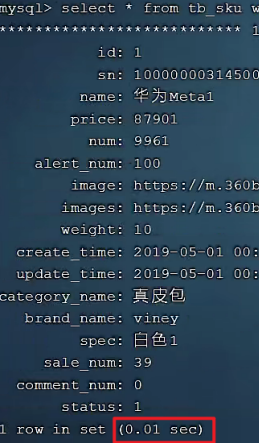 mysql> select * from tb_sku w
*************************** 1
id: 1
sn: 10000000314500
name: 华为Meta1
price: 87901
num: 9961
alert_num: 100
image: https://m.360b
images: https://m.360b
weight: 10
create_time: 2019-05-01 00:
update_time: 2019-05-01 00:
category_name: 真皮包
brand_name: viney
spec: 白色1
sale_num: 39
comment_num: 0
status: 1
1 row in set (0.01 sec)